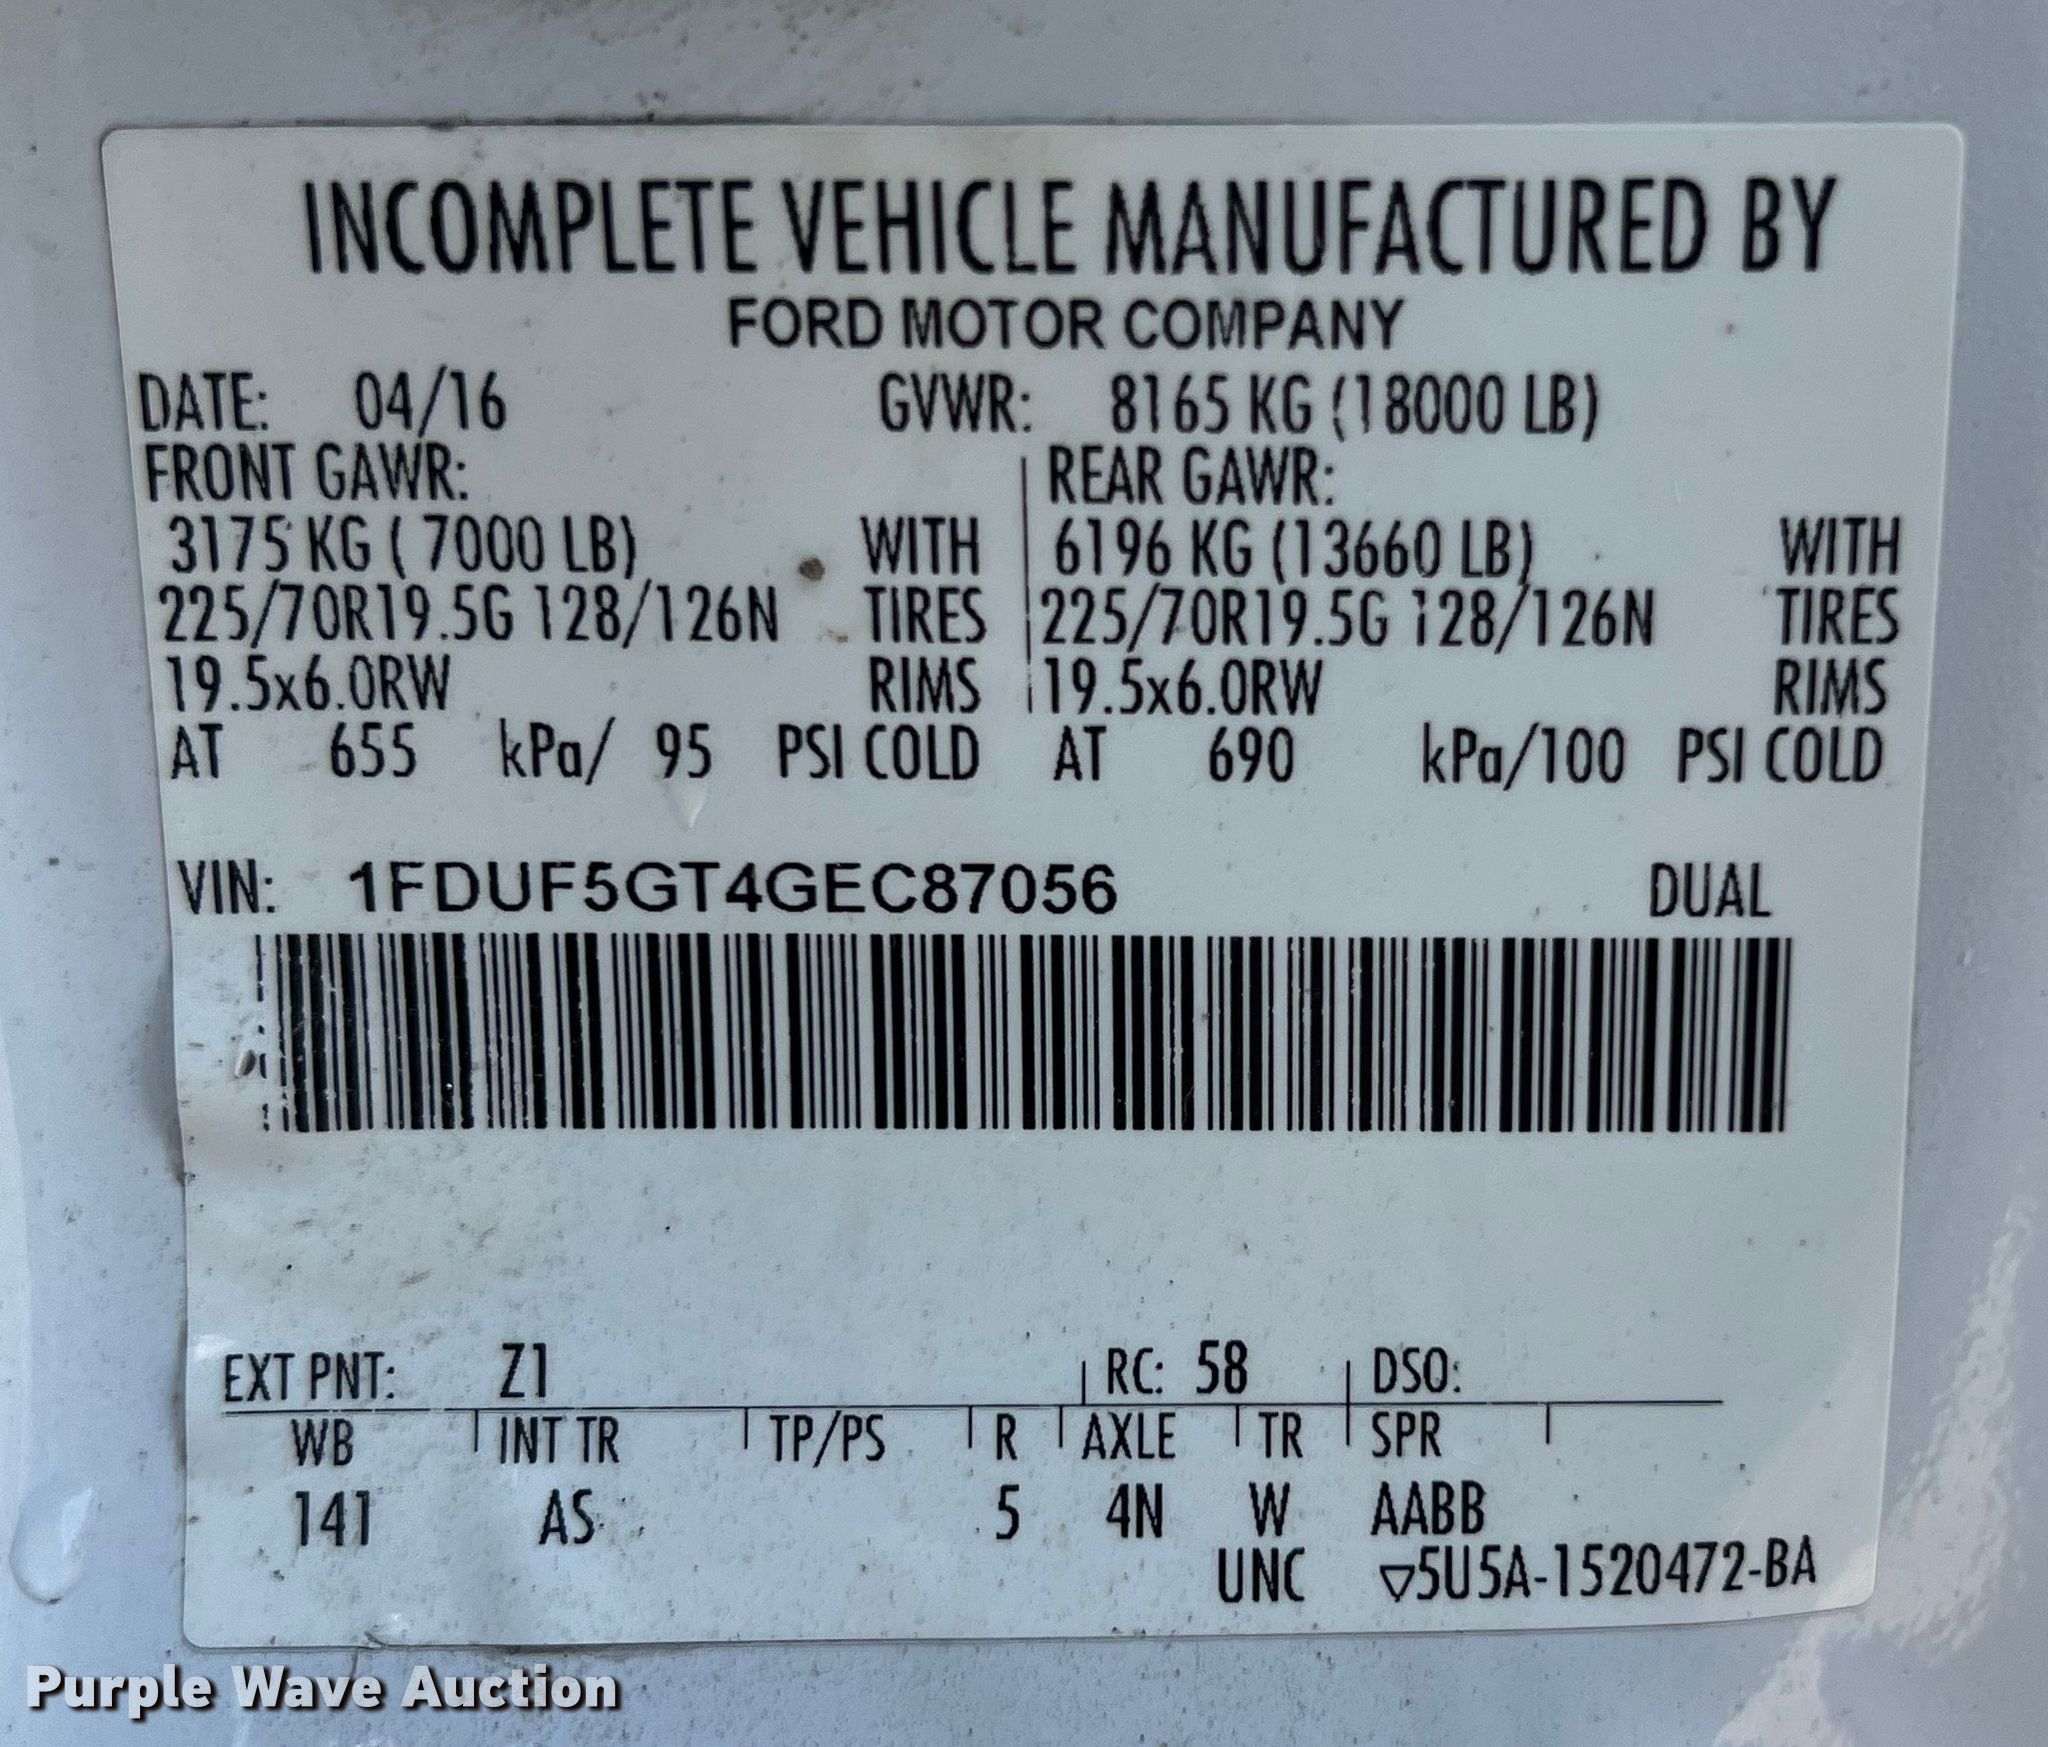 INCOMPLETE VEHICLE MANUFACTURED BY
FORD MOTOR COMPANY
DATE: 04/16 GVWR: 8165 KG (18000 LB)
FRONT GAWR: REAR GAWR:
3175 KG ( 7000 LB) WITH 6196 KG (13660 LB) WITH
225/70R19.5G 128/126N TIRES 225/70R19.5G 128/126N TIRES
19.5x6.0RW RIMS 19.5x6.0RW RIMS
AT 655 kPa/ 95 PSI COLD AT 690 kPa/100 PSI COLD
VIN: 1FDUF5GT4GEC87056 DUAL
EXT PNT: Z1 RC: 58 DSO:
WB INT TR TP/PS R AXLE TR SPR
141 AS 5 4N W AABB
UNC ▽5U5A-1520472-BA
Purple Wave Auction